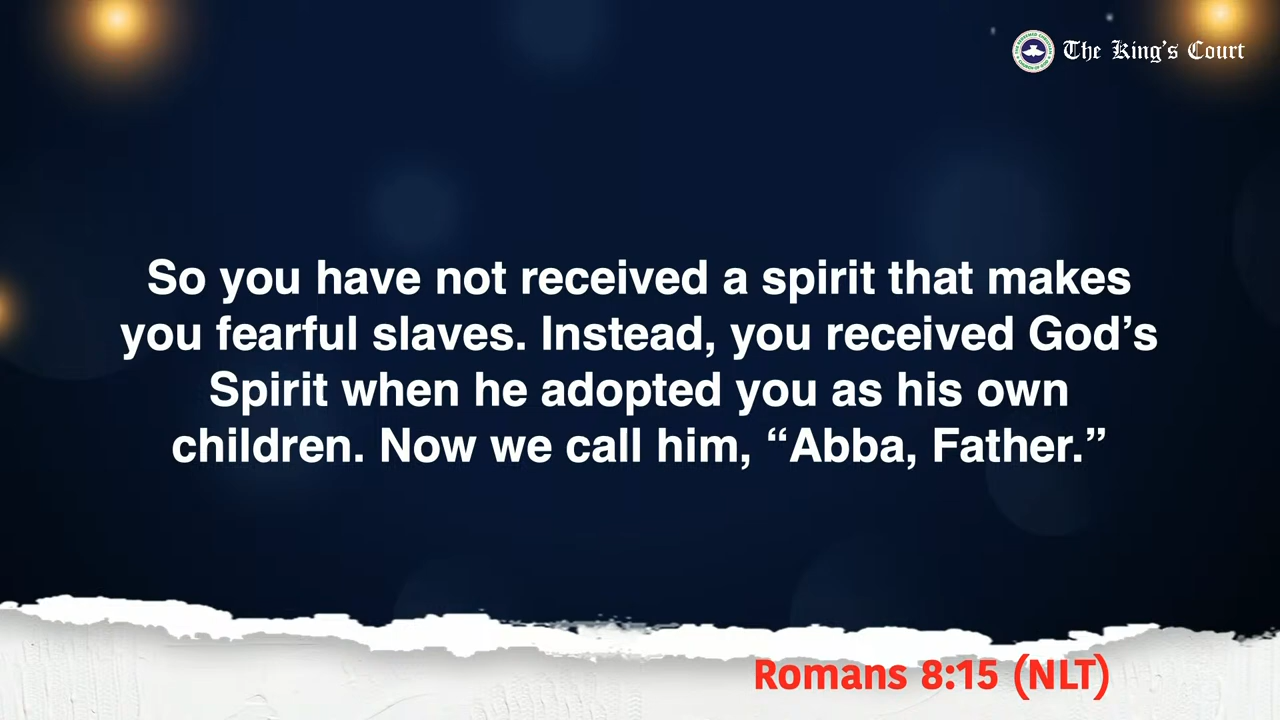 The King's Court
So you have not received a spirit that makes
you fearful slaves. Instead, you received God’s
Spirit when he adopted you as his own
children. Now we call him, “Abba, Father.”
Romans 8:15 (NLT)